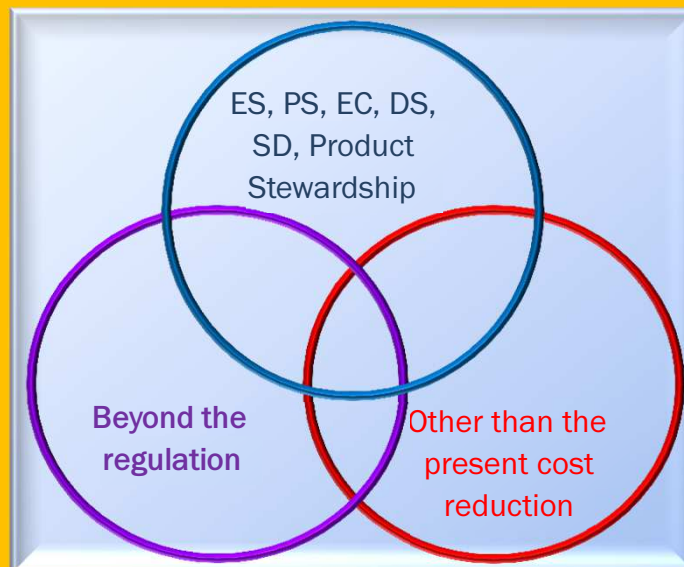 ES, PS, EC, DS,
SD, Product
Stewardship
Beyond the
regulation
Other than the
present cost
reduction